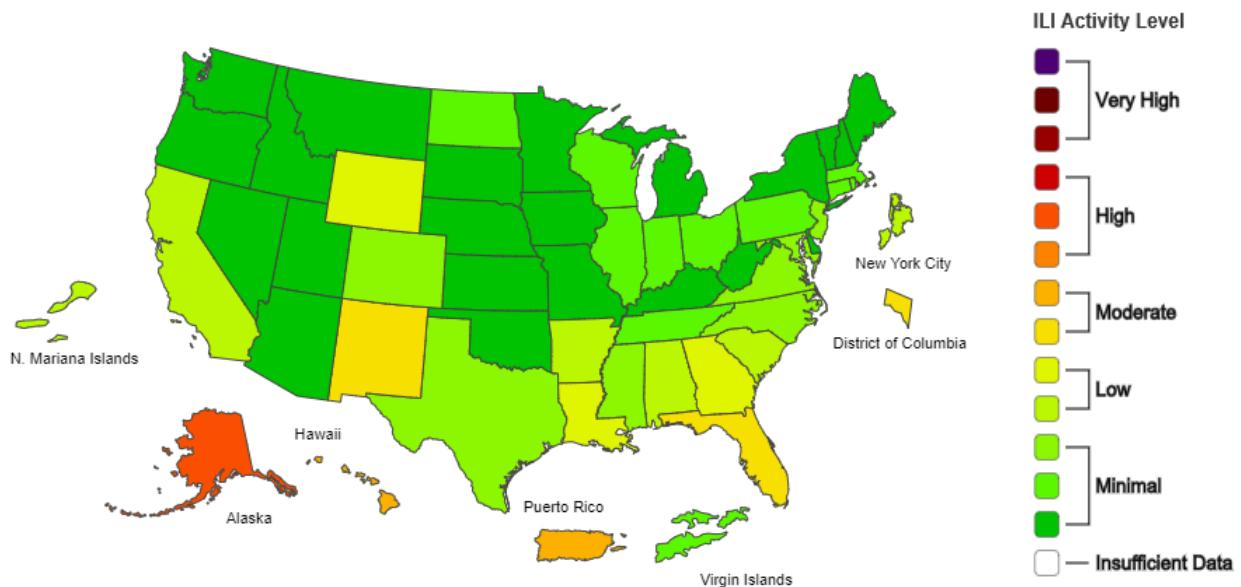 ILI Activity Level
Very High
High
New York City
Moderate
District of Columbia
N. Mariana Islands
Low
Hawaii
Minimal
Puerto Rico
Alaska
Insufficient Data
Virgin Islands